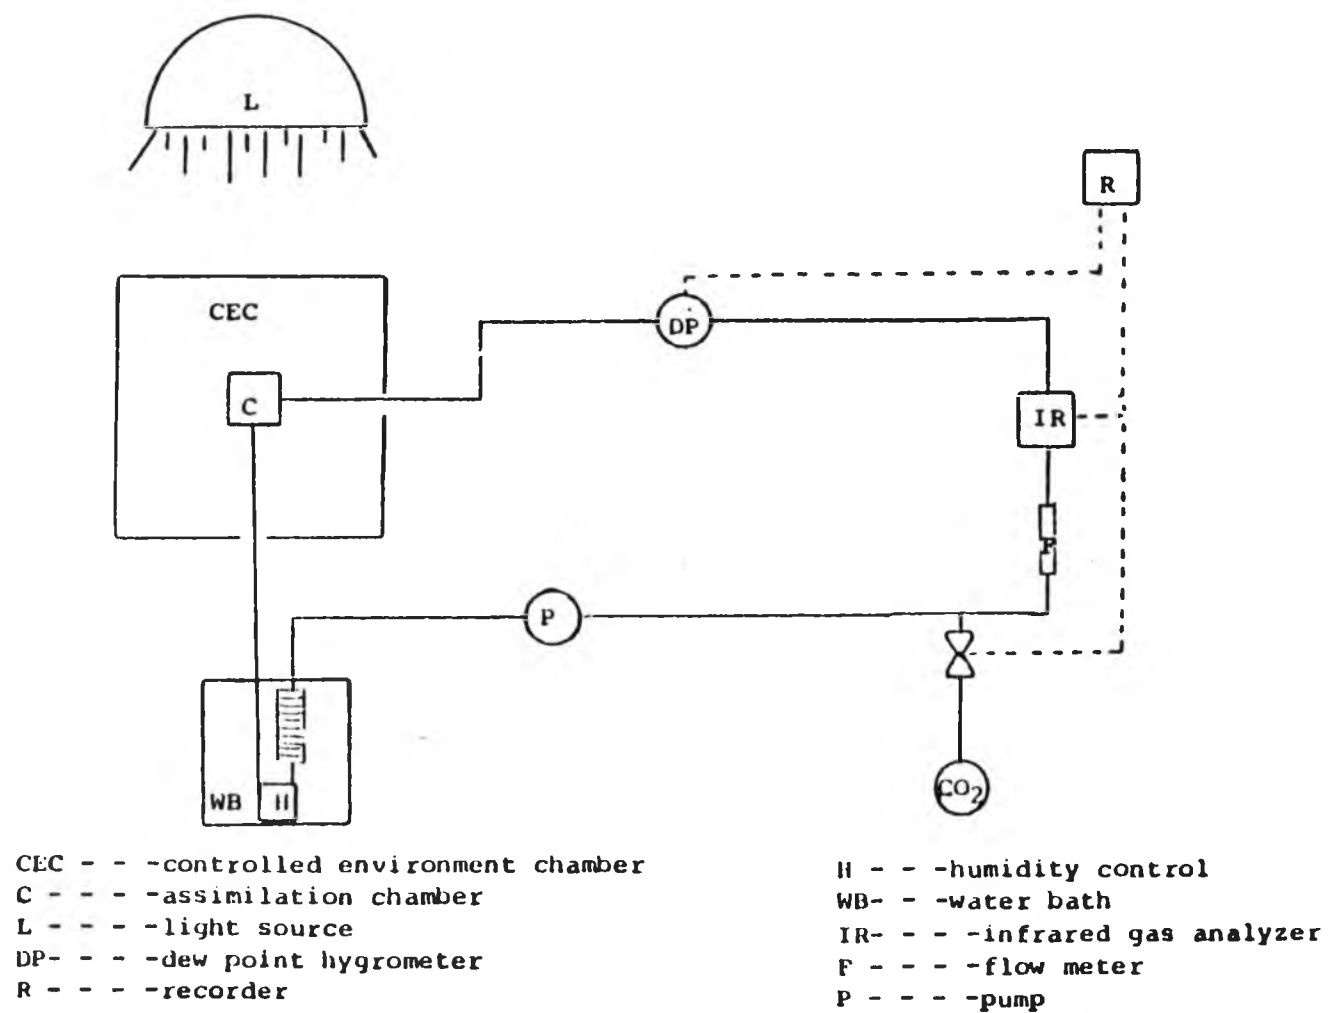 L
R
CEC
DP
C
IR
F
P
WB H
CO2
CEC - - - -controlled environment chamber
C - - - -assimilation chamber
L - - - -light source
DP- - - -dew point hygrometer
R - - - -recorder
H - - - -humidity control
WB- - -water bath
IR- - - -infrared gas analyzer
F - - - -flow meter
P - - - -pump